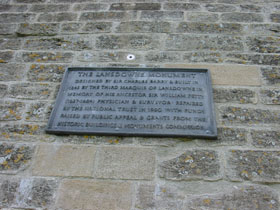 THE LANSDOWNE MONUMENT
DESIGNED BY SIR CHARLES BARRY & BUILT IN
1845 BY THE THIRD MARQUIS OF LANSDOWNE IN
MEMORY OF HIS ANCESTOR SIR WILLIAM PETTY
(1627-1684) PHYSICIAN & SURVEYOR REPAIRED
BY THE NATIONAL TRUST IN 1990 WITH FUNDS
RAISED BY PUBLIC APPEAL & GRANTS FROM THE
HISTORIC BUILDINGS & MONUMENTS COMMISSION